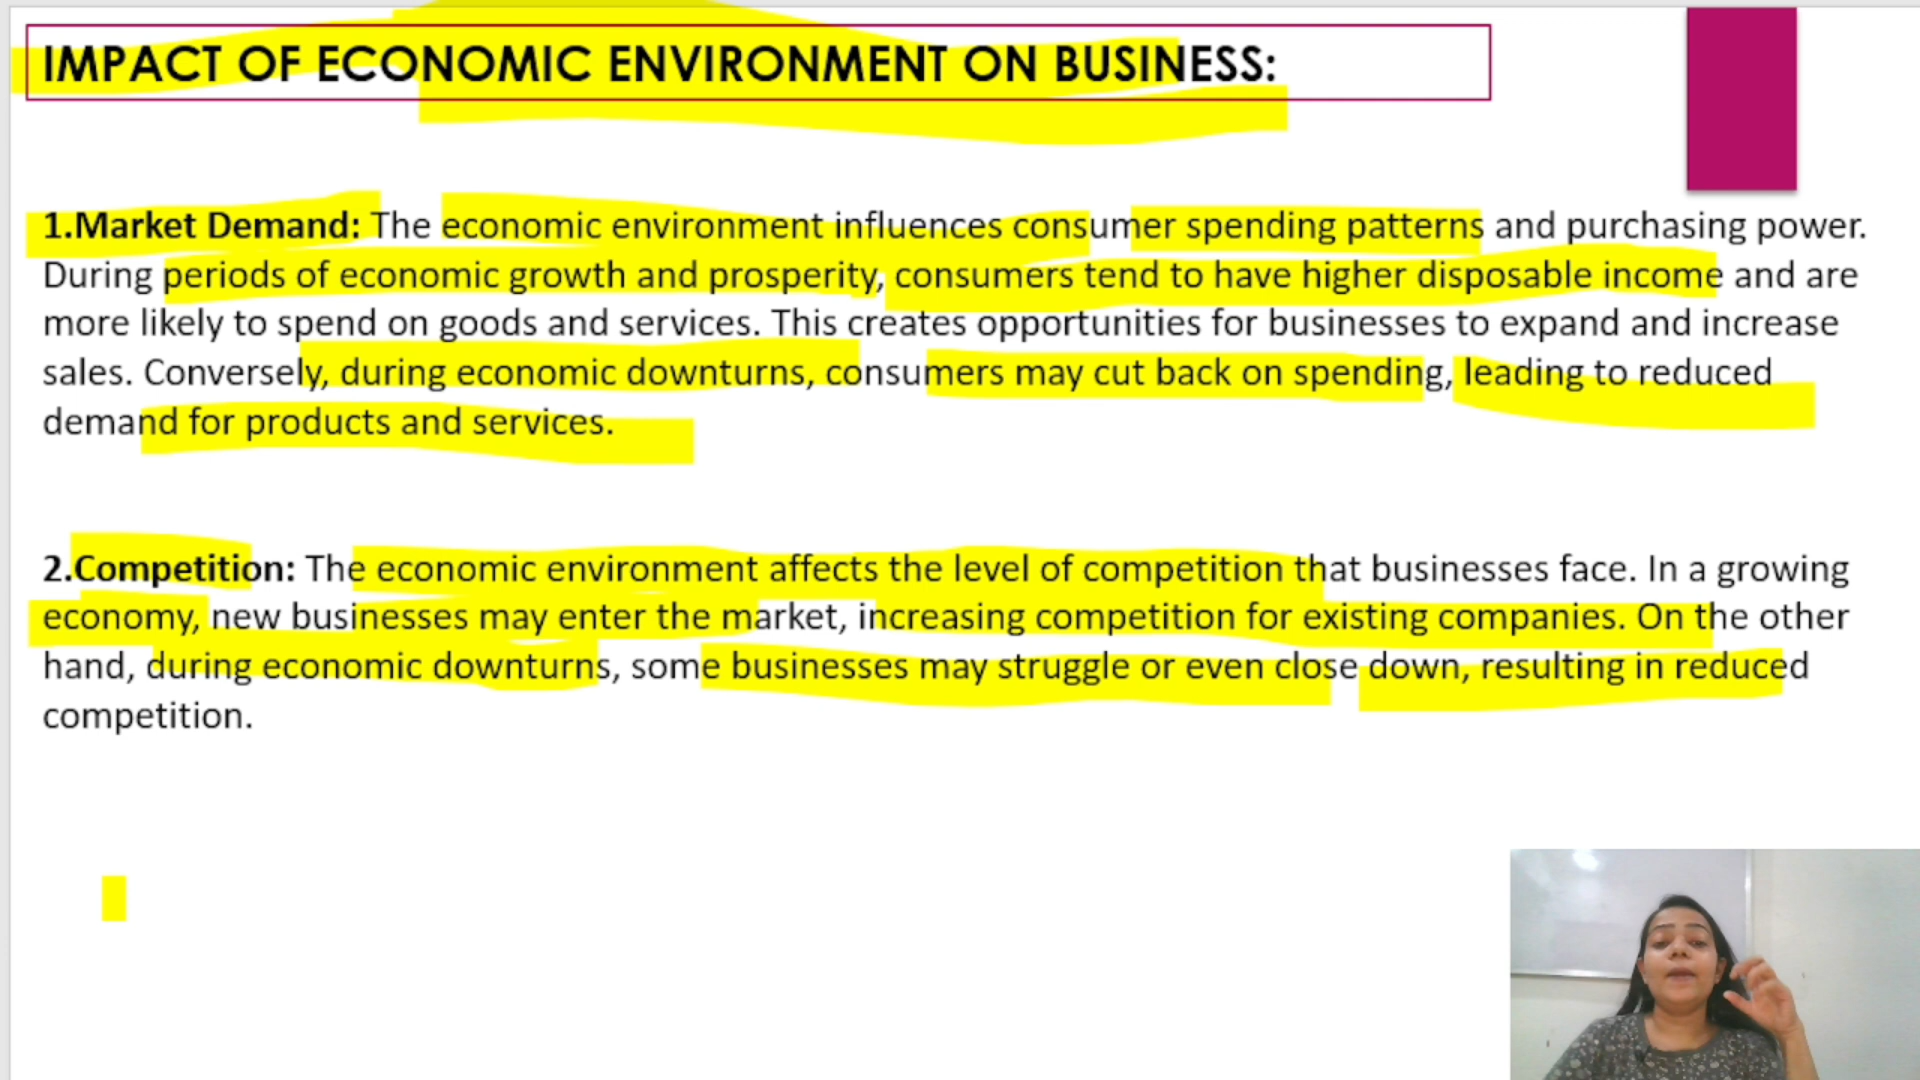 IMPACT OF ECONOMIC ENVIRONMENT ON BUSINESS:
1.Market Demand: The economic environment influences consumer spending patterns and purchasing power.
During periods of economic growth and prosperity, consumers tend to have higher disposable income and are
more likely to spend on goods and services. This creates opportunities for businesses to expand and increase
sales. Conversely, during economic downturns, consumers may cut back on spending, leading to reduced
demand for products and services.
2.Competition: The economic environment affects the level of competition that businesses face. In a growing
economy, new businesses may enter the market, increasing competition for existing companies. On the other
hand, during economic downturns, some businesses may struggle or even close down, resulting in reduced
competition.